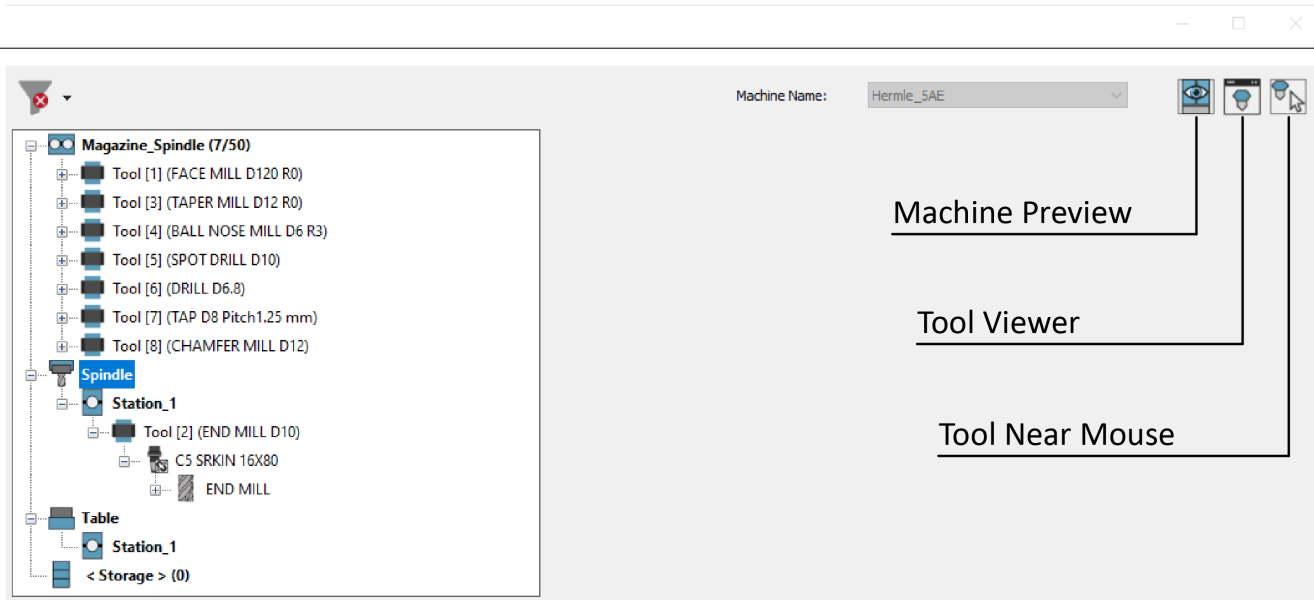 Machine Name: Hermle_5AE
Magazine_Spindle (7/50)
Tool [1] (FACE MILL D120 R0)
Tool [3] (TAPER MILL D12 R0)
Tool [4] (BALL NOSE MILL D6 R3)
Tool [5] (SPOT DRILL D10)
Tool [6] (DRILL D6.8)
Tool [7] (TAP D8 Pitch1.25 mm)
Tool [8] (CHAMFER MILL D12)
Spindle
Station_1
Tool [2] (END MILL D10)
C5 SRKIN 16X80
END MILL
Table
Station_1
< Storage > (0)
Machine Preview
Tool Viewer
Tool Near Mouse